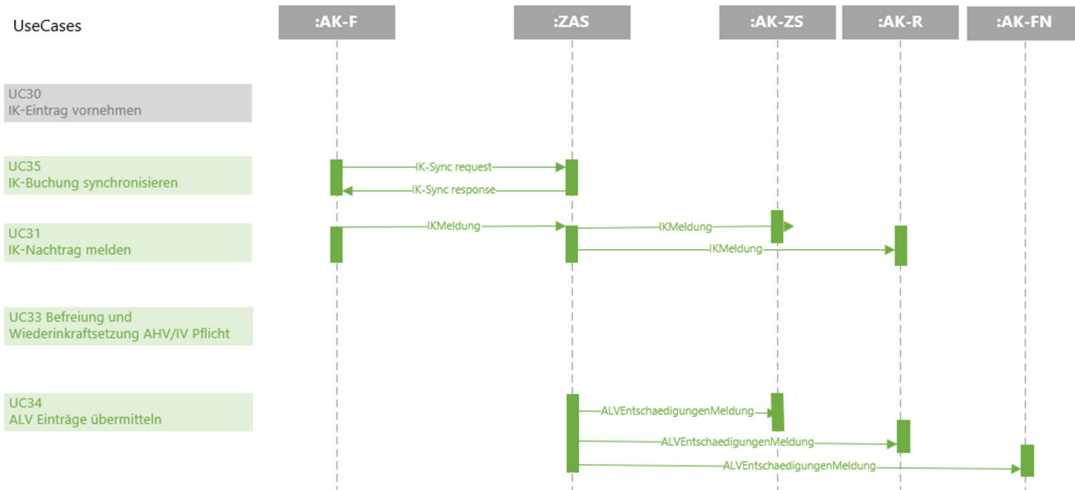 UseCases
:AK-F
:ZAS
:AK-ZS
:AK-R
:AK-FN
UC30
IK-Eintrag vornehmen
UC35
IK-Buchung synchronisieren
IK-Sync request
IK-Sync response
UC31
IK-Nachtrag melden
IKMeldung
IKMeldung
IKMeldung
UC33 Befreiung und
Wiederinkraftsetzung AHV/IV Pflicht
UC34
ALV Einträge übermitteln
ALVEntschaedigungenMeldung
ALVEntschaedigungenMeldung
ALVEntschaedigungenMeldung